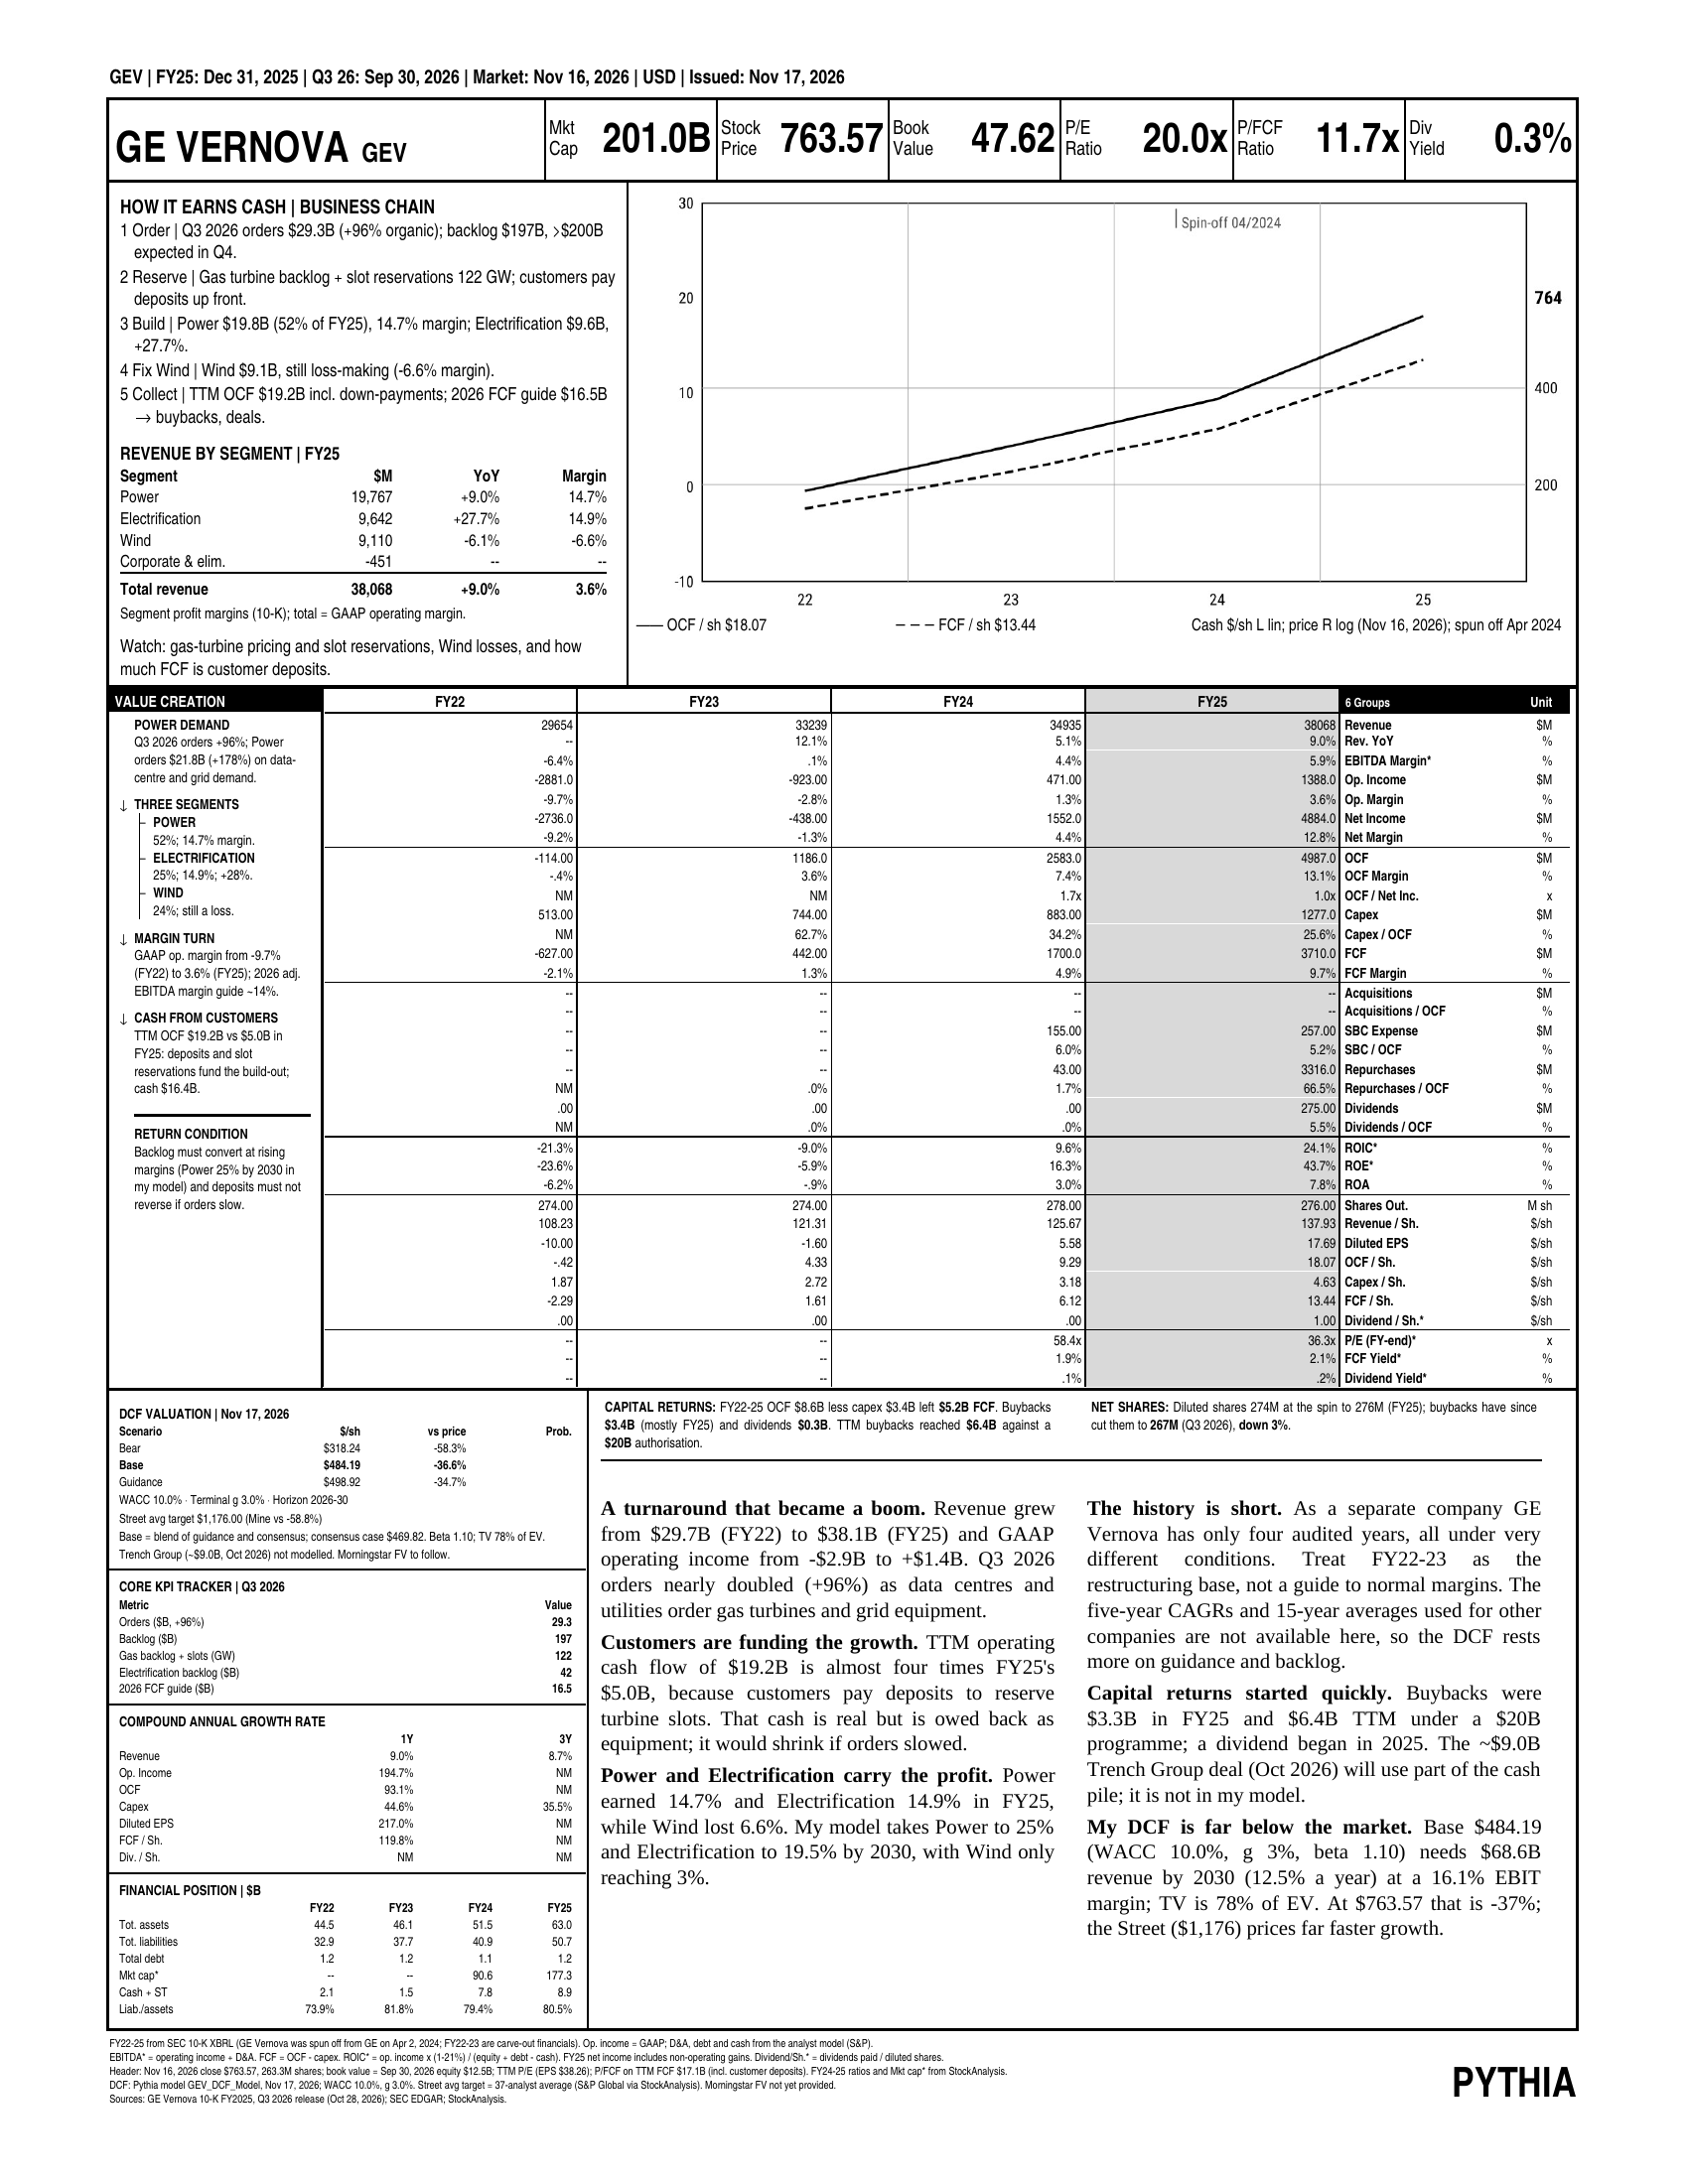 GEV | FY25: Dec 31, 2025 | Q3 26: Sep 30, 2026 | Market: Nov 16, 2026 | USD | Issued: Nov 17, 2026
GE VERNOVA GEV
Mkt Cap 201.0B
Stock Price 763.57
Book Value 47.62
P/E Ratio 20.0x
P/FCF Ratio 11.7x
Div Yield 0.3%
HOW IT EARNS CASH | BUSINESS CHAIN
1 Order | Q3 2026 orders $29.3B (+96% organic); backlog $197B, >$200B
expected in Q4.
2 Reserve | Gas turbine backlog + slot reservations 122 GW; customers pay
deposits up front.
3 Build | Power $19.8B (52% of FY25), 14.7% margin; Electrification $9.6B,
+27.7%.
4 Fix Wind | Wind $9.1B, still loss-making (-6.6% margin).
5 Collect | TTM OCF $19.2B incl. down-payments; 2026 FCF guide $16.5B
→ buybacks, deals.
REVENUE BY SEGMENT | FY25
Segment $M YoY Margin
Power 19,767 +9.0% 14.7%
Electrification 9,642 +27.7% 14.9%
Wind 9,110 -6.1% -6.6%
Corporate & elim. -451 -- --
Total revenue 38,068 +9.0% 3.6%
Segment profit margins (10-K); total = GAAP operating margin.
Watch: gas-turbine pricing and slot reservations, Wind losses, and how
much FCF is customer deposits.
30
Spin-off 04/2024
20
764
10
400
0
200
-10
22 23 24 25
OCF / sh $18.07
FCF / sh $13.44
Cash $/sh L lin; price R log (Nov 16, 2026); spun off Apr 2024
VALUE CREATION
POWER DEMAND
Q3 2026 orders +96%; Power
orders $21.8B (+178%) on data-
centre and grid demand.
↓ THREE SEGMENTS
POWER
52%; 14.7% margin.
ELECTRIFICATION
25%; 14.9%; +28%.
WIND
24%; still a loss.
↓ MARGIN TURN
GAAP op. margin from -9.7%
(FY22) to 3.6% (FY25); 2026 adj.
EBITDA margin guide ~14%.
↓ CASH FROM CUSTOMERS
TTM OCF $19.2B vs $5.0B in
FY25: deposits and slot
reservations fund the build-out;
cash $16.4B.
RETURN CONDITION
Backlog must convert at rising
margins (Power 25% by 2030 in
my model) and deposits must not
reverse if orders slow.
FY22 FY23 FY24 FY25 6 Groups Unit
29654 33239 34935 38068 Revenue $M
-- 12.1% 5.1% 9.0% Rev. YoY %
-6.4% .1% 4.4% 5.9% EBITDA Margin* %
-2881.0 -923.00 471.00 1388.0 Op. Income $M
-9.7% -2.8% 1.3% 3.6% Op. Margin %
-2736.0 -438.00 1552.0 4884.0 Net Income $M
-9.2% -1.3% 4.4% 12.8% Net Margin %
-114.00 1186.0 2583.0 4987.0 OCF $M
-.4% 3.6% 7.4% 13.1% OCF Margin %
NM NM 1.7x 1.0x OCF / Net Inc. x
513.00 744.00 883.00 1277.0 Capex $M
NM 62.7% 34.2% 25.6% Capex / OCF %
-627.00 442.00 1700.0 3710.0 FCF $M
-2.1% 1.3% 4.9% 9.7% FCF Margin %
-- -- -- -- Acquisitions $M
-- -- -- -- Acquisitions / OCF %
-- -- 155.00 257.00 SBC Expense $M
-- -- 6.0% 5.2% SBC / OCF %
-- -- 43.00 3316.0 Repurchases $M
NM .0% 1.7% 66.5% Repurchases / OCF %
.00 .00 .00 275.00 Dividends $M
NM .0% .0% 5.5% Dividends / OCF %
-21.3% -9.0% 9.6% 24.1% ROIC* %
-23.6% -5.9% 16.3% 43.7% ROE* %
-6.2% -.9% 3.0% 7.8% ROA %
274.00 274.00 278.00 276.00 Shares Out. M sh
108.23 121.31 125.67 137.93 Revenue / Sh. $/sh
-10.00 -1.60 5.58 17.69 Diluted EPS $/sh
-.42 4.33 9.29 18.07 OCF / Sh. $/sh
1.87 2.72 3.18 4.63 Capex / Sh. $/sh
-2.29 1.61 6.12 13.44 FCF / Sh. $/sh
.00 .00 .00 1.00 Dividend / Sh.* $/sh
-- -- 58.4x 36.3x P/E (FY-end)* x
-- -- 1.9% 2.1% FCF Yield* %
-- -- .1% .2% Dividend Yield* %
DCF VALUATION | Nov 17, 2026
Scenario $/sh vs price Prob.
Bear $318.24 -58.3%
Base $484.19 -36.6%
Guidance $498.92 -34.7%
WACC 10.0% · Terminal g 3.0% · Horizon 2026-30
Street avg target $1,176.00 (Mine vs -58.8%)
Base = blend of guidance and consensus; consensus case $469.82. Beta 1.10; TV 78% of EV.
Trench Group (~$9.0B, Oct 2026) not modelled. Morningstar FV to follow.
CORE KPI TRACKER | Q3 2026
Metric Value
Orders ($B, +96%) 29.3
Backlog ($B) 197
Gas backlog + slots (GW) 122
Electrification backlog ($B) 42
2026 FCF guide ($B) 16.5
COMPOUND ANNUAL GROWTH RATE
1Y 3Y
Revenue 9.0% 8.7%
Op. Income 194.7% NM
OCF 93.1% NM
Capex 44.6% 35.5%
Diluted EPS 217.0% NM
FCF / Sh. 119.8% NM
Div. / Sh. NM NM
FINANCIAL POSITION | $B
FY22 FY23 FY24 FY25
Tot. assets 44.5 46.1 51.5 63.0
Tot. liabilities 32.9 37.7 40.9 50.7
Total debt 1.2 1.2 1.1 1.2
Mkt cap* -- -- 90.6 177.3
Cash + ST 2.1 1.5 7.8 8.9
Liab./assets 73.9% 81.8% 79.4% 80.5%
CAPITAL RETURNS: FY22-25 OCF $8.6B less capex $3.4B left $5.2B FCF. Buybacks
$3.4B (mostly FY25) and dividends $0.3B. TTM buybacks reached $6.4B against a
$20B authorisation.
NET SHARES: Diluted shares 274M at the spin to 276M (FY25); buybacks have since
cut them to 267M (Q3 2026), down 3%.
A turnaround that became a boom. Revenue grew
from $29.7B (FY22) to $38.1B (FY25) and GAAP
operating income from -$2.9B to +$1.4B. Q3 2026
orders nearly doubled (+96%) as data centres and
utilities order gas turbines and grid equipment.
Customers are funding the growth. TTM operating
cash flow of $19.2B is almost four times FY25's
$5.0B, because customers pay deposits to reserve
turbine slots. That cash is real but is owed back as
equipment; it would shrink if orders slowed.
Power and Electrification carry the profit. Power
earned 14.7% and Electrification 14.9% in FY25,
while Wind lost 6.6%. My model takes Power to 25%
and Electrification to 19.5% by 2030, with Wind only
reaching 3%.
The history is short. As a separate company GE
Vernova has only four audited years, all under very
different conditions. Treat FY22-23 as the
restructuring base, not a guide to normal margins. The
five-year CAGRs and 15-year averages used for other
companies are not available here, so the DCF rests
more on guidance and backlog.
Capital returns started quickly. Buybacks were
$3.3B in FY25 and $6.4B TTM under a $20B
programme; a dividend began in 2025. The ~$9.0B
Trench Group deal (Oct 2026) will use part of the cash
pile; it is not in my model.
My DCF is far below the market. Base $484.19
(WACC 10.0%, g 3%, beta 1.10) needs $68.6B
revenue by 2030 (12.5% a year) at a 16.1% EBIT
margin; TV is 78% of EV. At $763.57 that is -37%;
the Street ($1,176) prices far faster growth.
FY22-25 from SEC 10-K XBRL (GE Vernova was spun off from GE on Apr 2, 2024; FY22-23 are carve-out financials). Op. income = GAAP; D&A, debt and cash from the analyst model (S&P).
EBITDA* = operating income + D&A. FCF = OCF - capex. ROIC* = op. income x (1-21%) / (equity + debt - cash). FY25 net income includes non-operating gains. Dividend/Sh.* = dividends paid / diluted shares.
Header: Nov 16, 2026 close $763.57, 263.3M shares; book value = Sep 30, 2026 equity $12.5B; TTM P/E (EPS $38.26); P/FCF on TTM FCF $17.1B (incl. customer deposits). FY24-25 ratios and Mkt cap* from StockAnalysis.
DCF: Pythia model GEV_DCF_Model, Nov 17, 2026; WACC 10.0%, g 3.0%. Street avg target = 37-analyst average (S&P Global via StockAnalysis). Morningstar FV not yet provided.
Sources: GE Vernova 10-K FY2025, Q3 2026 release (Oct 28, 2026); SEC EDGAR; StockAnalysis.
PYTHIA